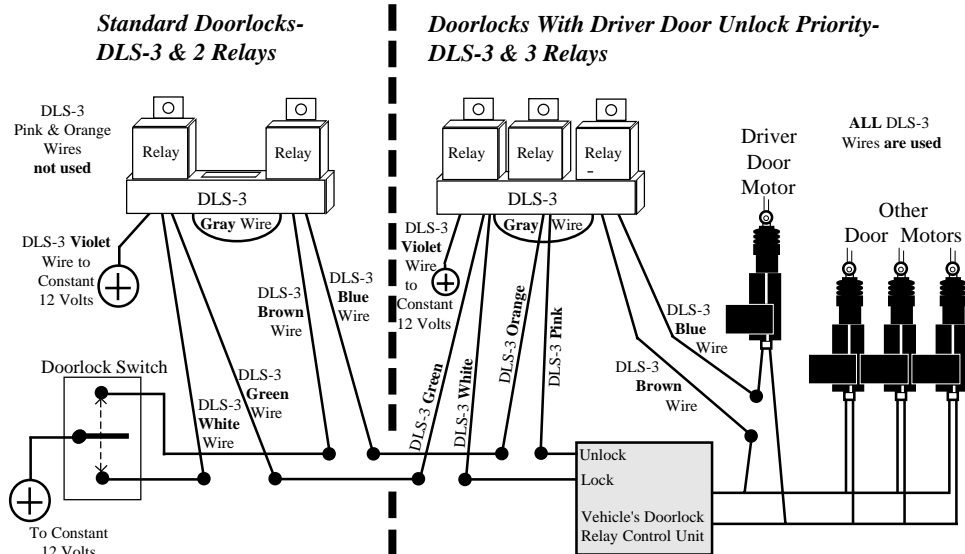 Standard Doorlocks-
DLS-3 & 2 Relays
Doorlocks With Driver Door Unlock Priority-
DLS-3 & 3 Relays
DLS-3
Pink & Orange
Wires
not used
Relay
Relay
DLS-3
Gray Wire
DLS-3 Violet
Wire to
Constant
12 Volts
DLS-3
Brown
Wire
DLS-3
Blue
Wire
Doorlock Switch
DLS-3
Green
Wire
DLS-3
White
Wire
To Constant
12 Volts
Relay
Relay
Relay
DLS-3
Gray Wire
DLS-3
Violet
Wire
to
Constant
12 Volts
DLS-3 Green
DLS-3 White
DLS-3 Orange
DLS-3 Pink
DLS-3
Blue
Wire
DLS-3
Brown
Wire
Driver
Door
Motor
ALL DLS-3
Wires are used
Other
Door Motors
Unlock
Lock
Vehicle's Doorlock
Relay Control Unit